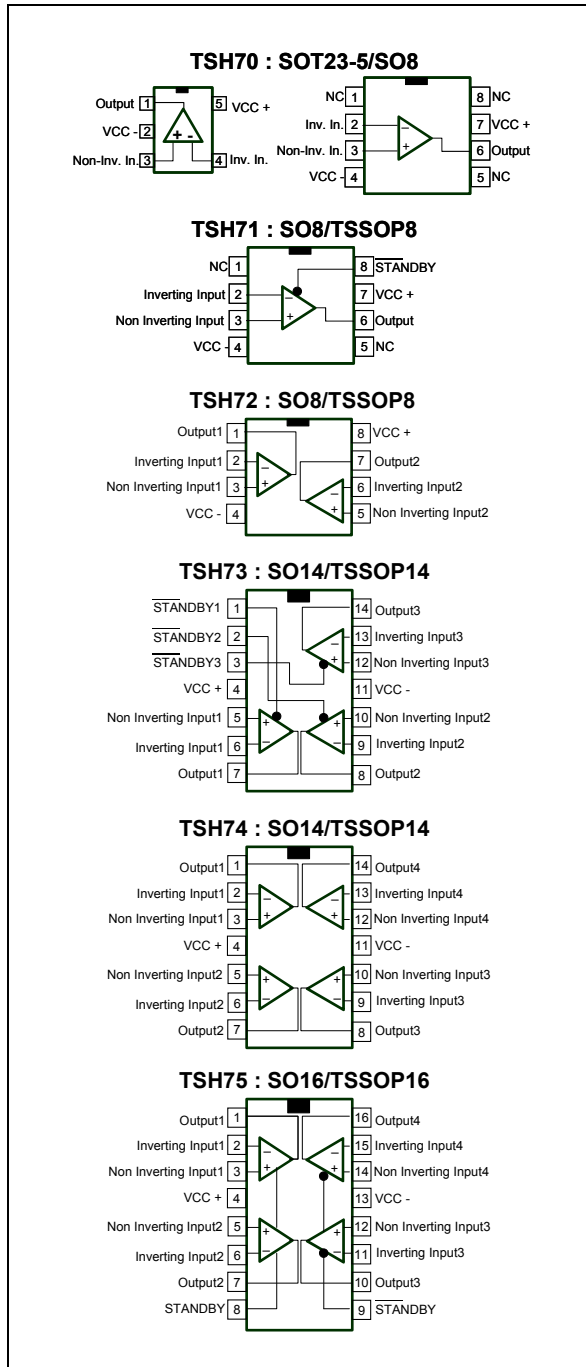 TSH70 : SOT23-5/SO8
Output 1 5 VCC +
VCC - 2
Non-Inv. In. 3 4 Inv. In.
+ -
NC 1 8 NC
Inv. In. 2 7 VCC +
Non-Inv. In. 3 6 Output
VCC - 4 5 NC
_
+
TSH71 : SO8/TSSOP8
NC 1 8 STANDBY
Inverting Input 2 7 VCC +
Non Inverting Input 3 6 Output
VCC - 4 5 NC
_
+
TSH72 : SO8/TSSOP8
Output1 1 8 VCC +
Inverting Input1 2 _ 7 Output2
Non Inverting Input1 3 + _ 6 Inverting Input2
VCC - 4 + 5 Non Inverting Input2
TSH73 : SO14/TSSOP14
STANDBY1 1 14 Output3
STANDBY2 2 _ 13 Inverting Input3
STANDBY3 3 + 12 Non Inverting Input3
VCC + 4 11 VCC -
Non Inverting Input1 5 + + 10 Non Inverting Input2
Inverting Input1 6 _ _ 9 Inverting Input2
Output1 7 8 Output2
TSH74 : SO14/TSSOP14
Output1 1 14 Output4
Inverting Input1 2 _ _ 13 Inverting Input4
Non Inverting Input1 3 + + 12 Non Inverting Input4
VCC + 4 11 VCC -
Non Inverting Input2 5 + + 10 Non Inverting Input3
Inverting Input2 6 _ _ 9 Inverting Input3
Output2 7 8 Output3
TSH75 : SO16/TSSOP16
Output1 1 16 Output4
Inverting Input1 2 _ _ 15 Inverting Input4
Non Inverting Input1 3 + + 14 Non Inverting Input4
VCC + 4 13 VCC -
Non Inverting Input2 5 + + 12 Non Inverting Input3
Inverting Input2 6 _ _ 11 Inverting Input3
Output2 7 10 Output3
STANDBY 8 9 STANDBY